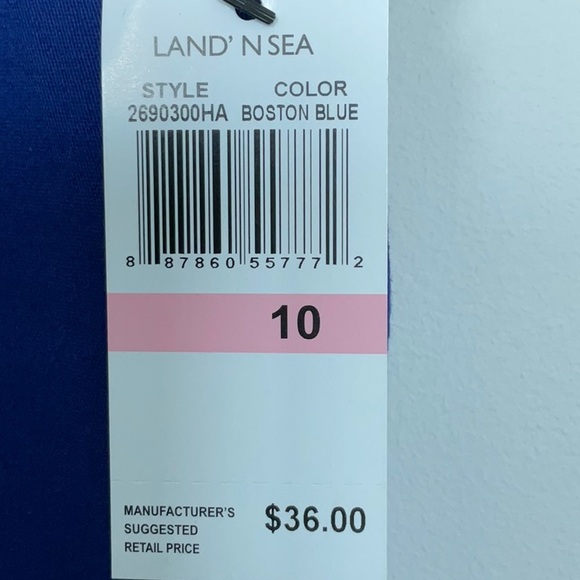 LAND' N SEA
STYLE COLOR
2690300HA BOSTON BLUE
8 87860 55777 2
10
MANUFACTURER'S
SUGGESTED $36.00
RETAIL PRICE